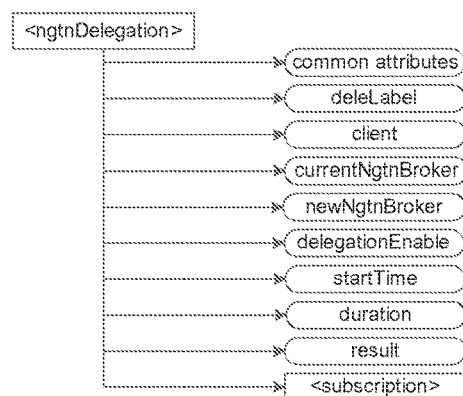 <ngtnDelegation>
common attributes
deleLabel
client
currentNgtnBroker
newNgtnBroker
delegationEnable
startTime
duration
result
<subscription>